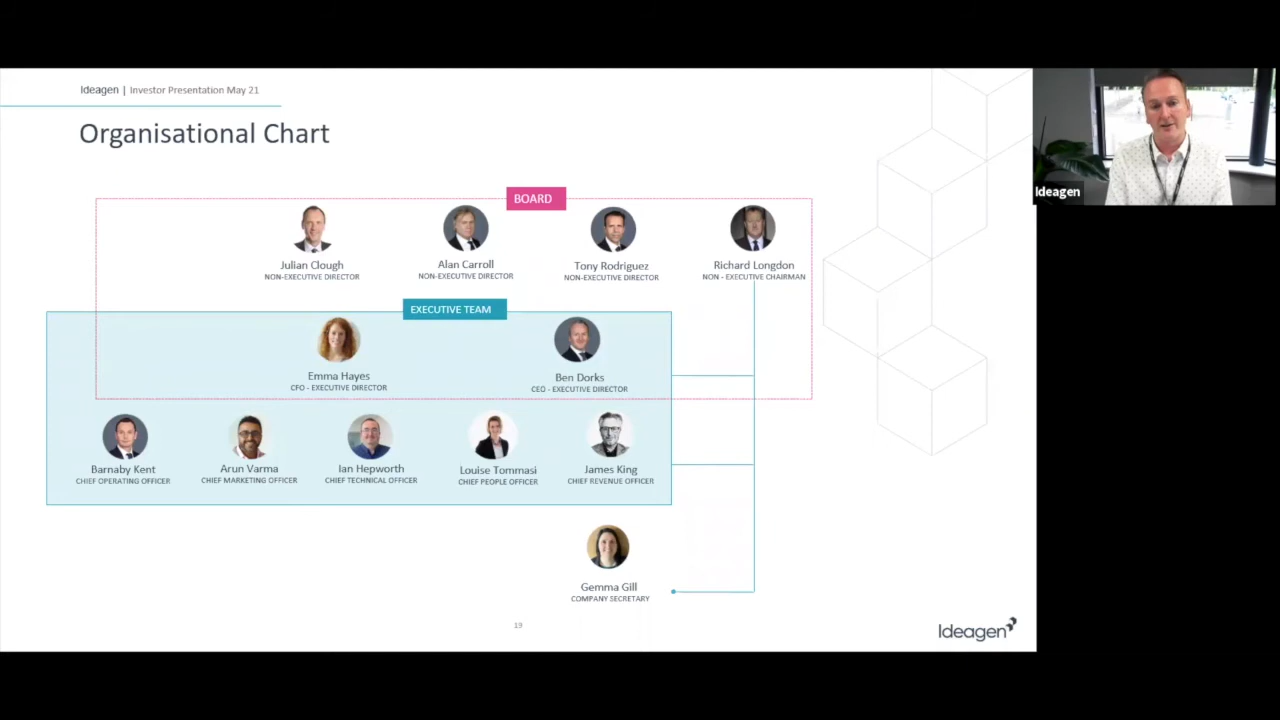 Ideagen | Investor Presentation May 21
Organisational Chart
BOARD
Julian Clough
NON-EXECUTIVE DIRECTOR
Alan Carroll
NON-EXECUTIVE DIRECTOR
Tony Rodriguez
NON-EXECUTIVE DIRECTOR
Richard Longdon
NON - EXECUTIVE CHAIRMAN
EXECUTIVE TEAM
Emma Hayes
CFO - EXECUTIVE DIRECTOR
Ben Dorks
CEO - EXECUTIVE DIRECTOR
Barnaby Kent
CHIEF OPERATING OFFICER
Arun Varma
CHIEF MARKETING OFFICER
Ian Hepworth
CHIEF TECHNICAL OFFICER
Louise Tommasi
CHIEF PEOPLE OFFICER
James King
CHIEF REVENUE OFFICER
Gemma Gill
COMPANY SECRETARY
19
Ideagen
Ideagen